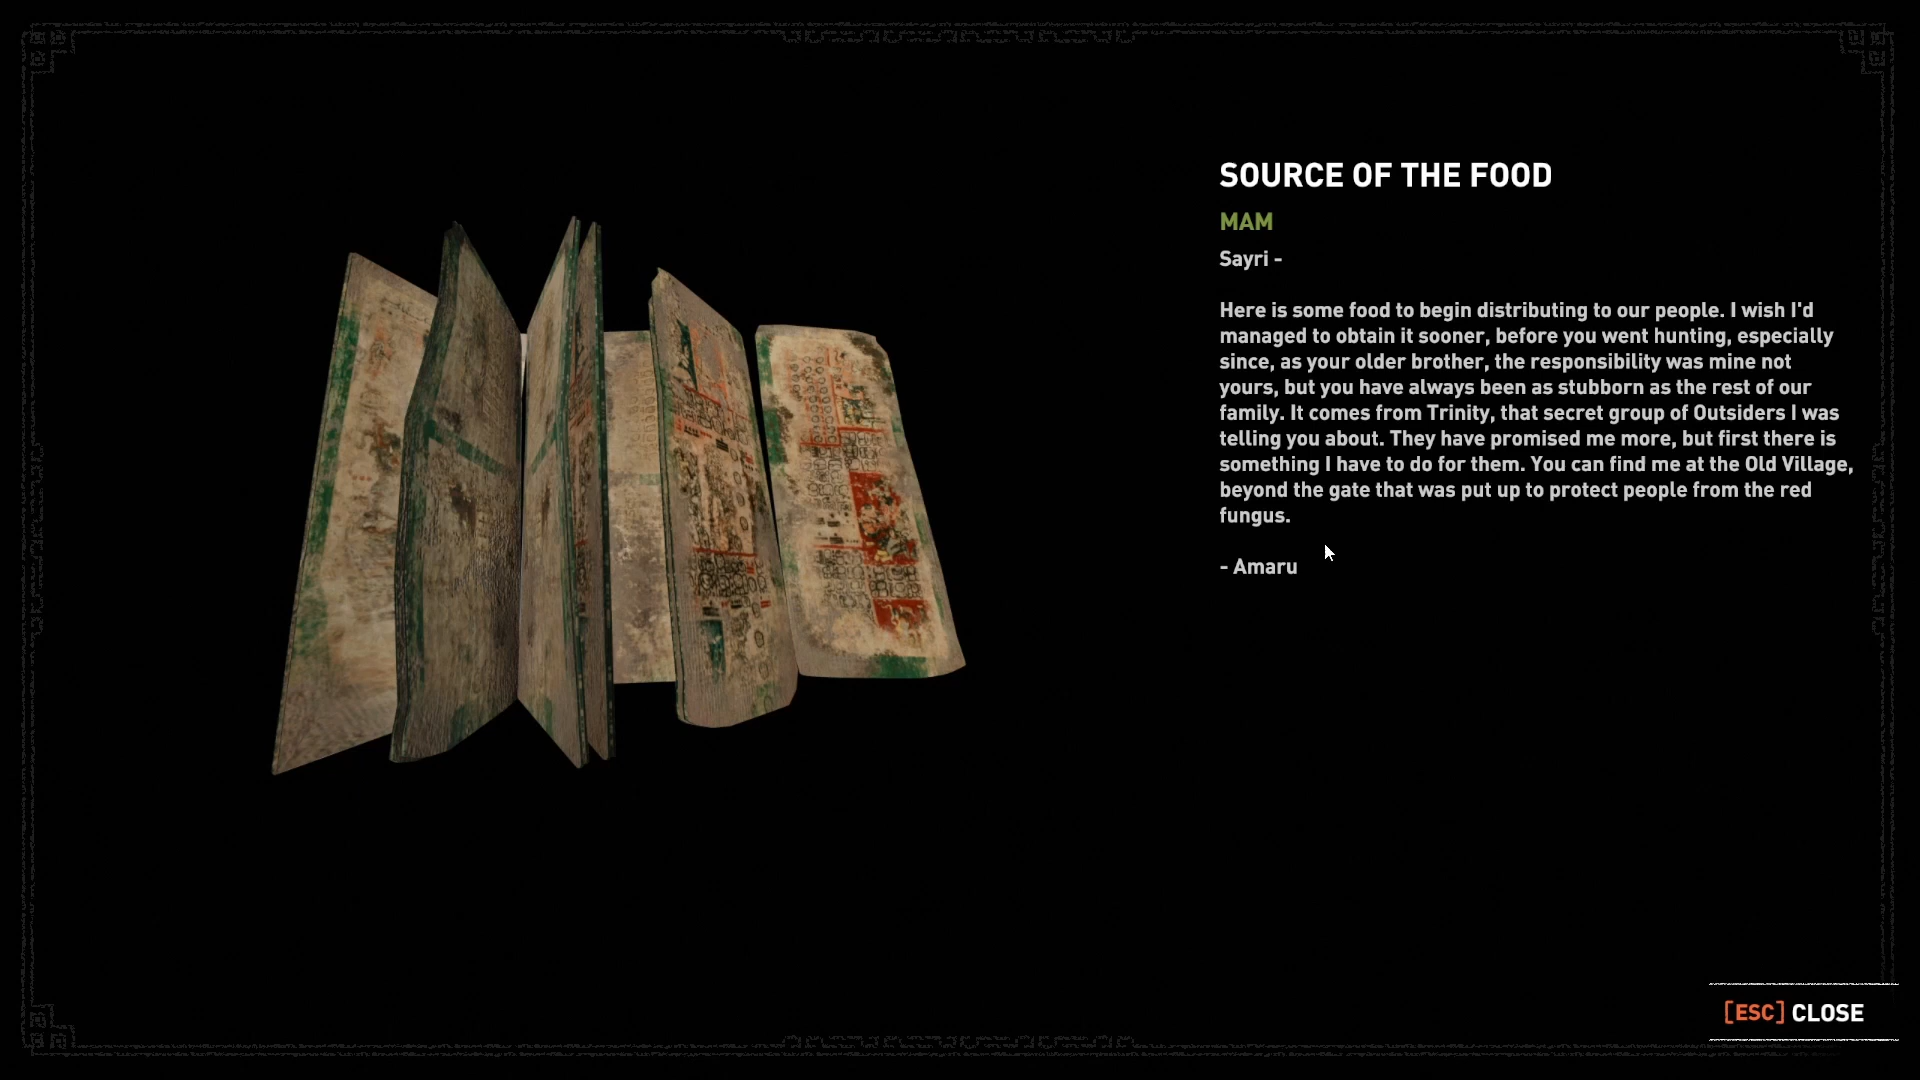 SOURCE OF THE FOOD
MAM
Sayri -
Here is some food to begin distributing to our people. I wish I'd
managed to obtain it sooner, before you went hunting, especially
since, as your older brother, the responsibility was mine not
yours, but you have always been as stubborn as the rest of our
family. It comes from Trinity, that secret group of Outsiders I was
telling you about. They have promised me more, but first there is
something I have to do for them. You can find me at the Old Village,
beyond the gate that was put up to protect people from the red
fungus.
- Amaru
[ESC] CLOSE